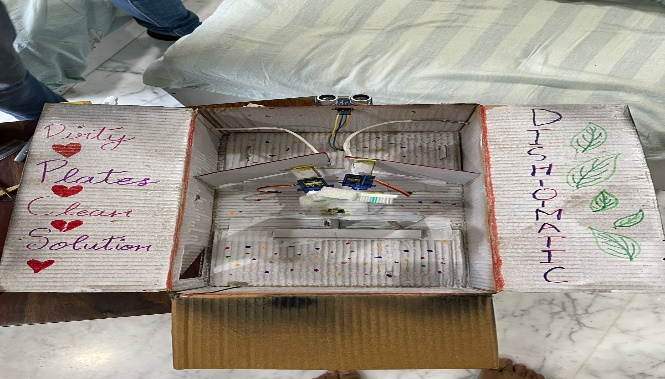 Dirty
Plates
Clean
Solution
DISHOMATIC